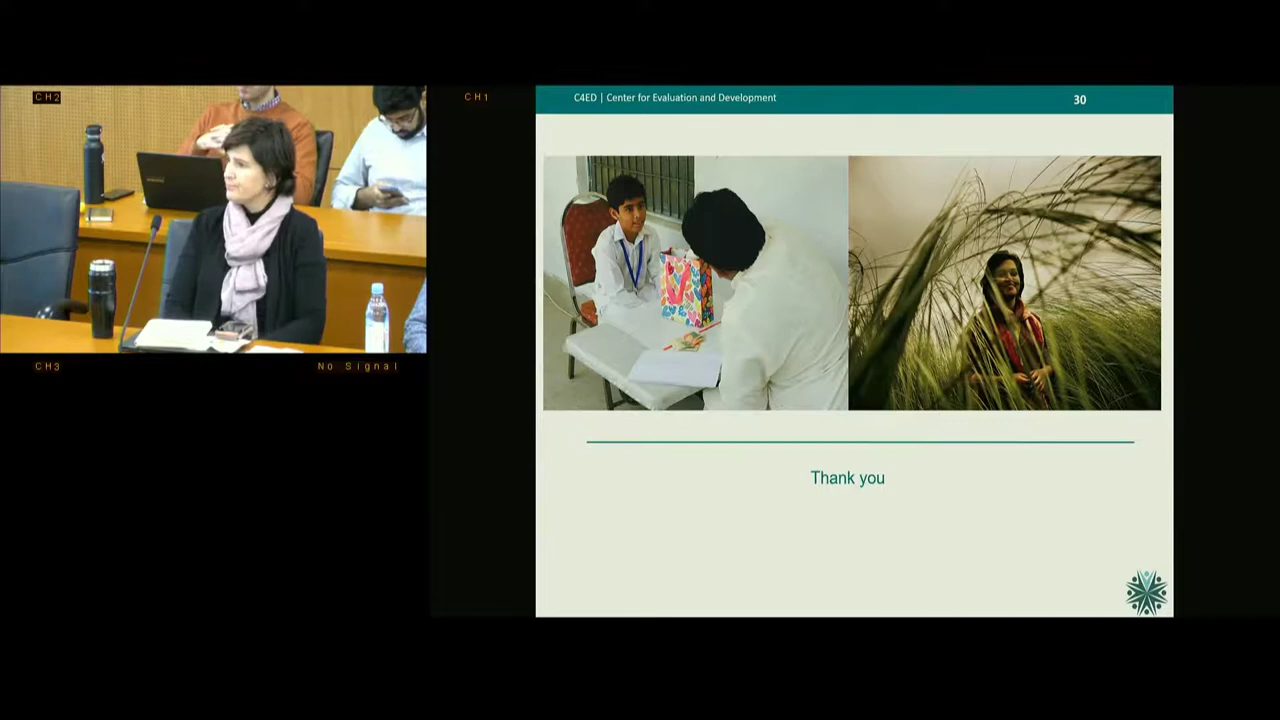 CH2
CH1
C4ED | Center for Evaluation and Development
30
CH3
No Signal
Thank you